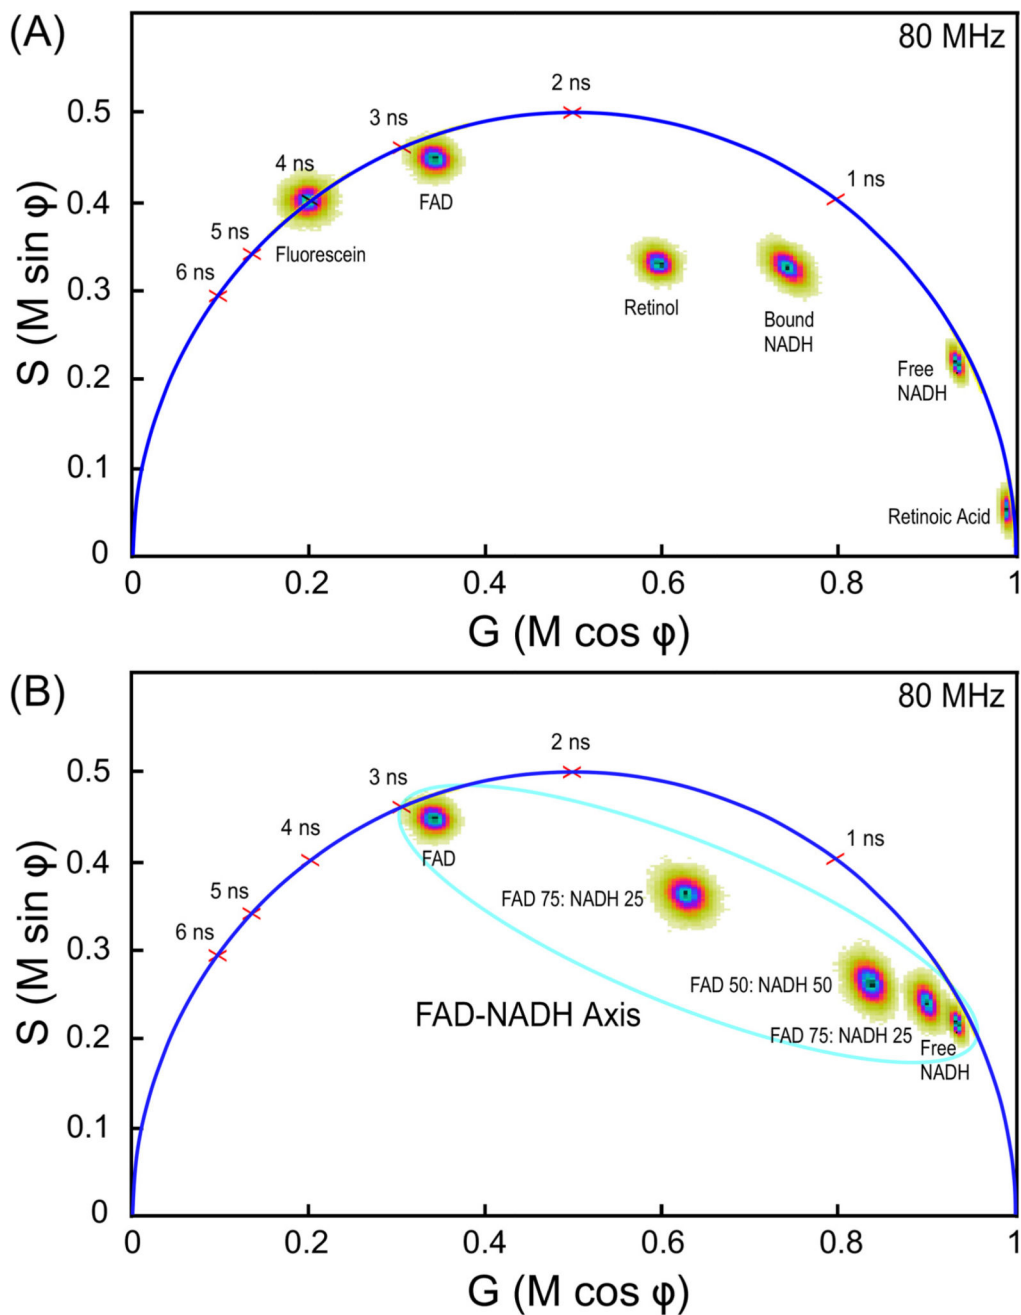 (A)
80 MHz
2 ns
3 ns
4 ns
1 ns
5 ns
6 ns
FAD
Fluorescein
Retinol
Bound
NADH
Free
NADH
Retinoic Acid
S (M sin φ)
0.5
0.4
0.3
0.2
0.1
0
0
0.2
0.4
0.6
0.8
1
G (M cos φ)
(B)
80 MHz
2 ns
3 ns
4 ns
1 ns
5 ns
6 ns
FAD
FAD 75: NADH 25
FAD 50: NADH 50
FAD-NADH Axis
FAD 75: NADH 25
Free
NADH
S (M sin φ)
0.5
0.4
0.3
0.2
0.1
0
0
0.2
0.4
0.6
0.8
1
G (M cos φ)